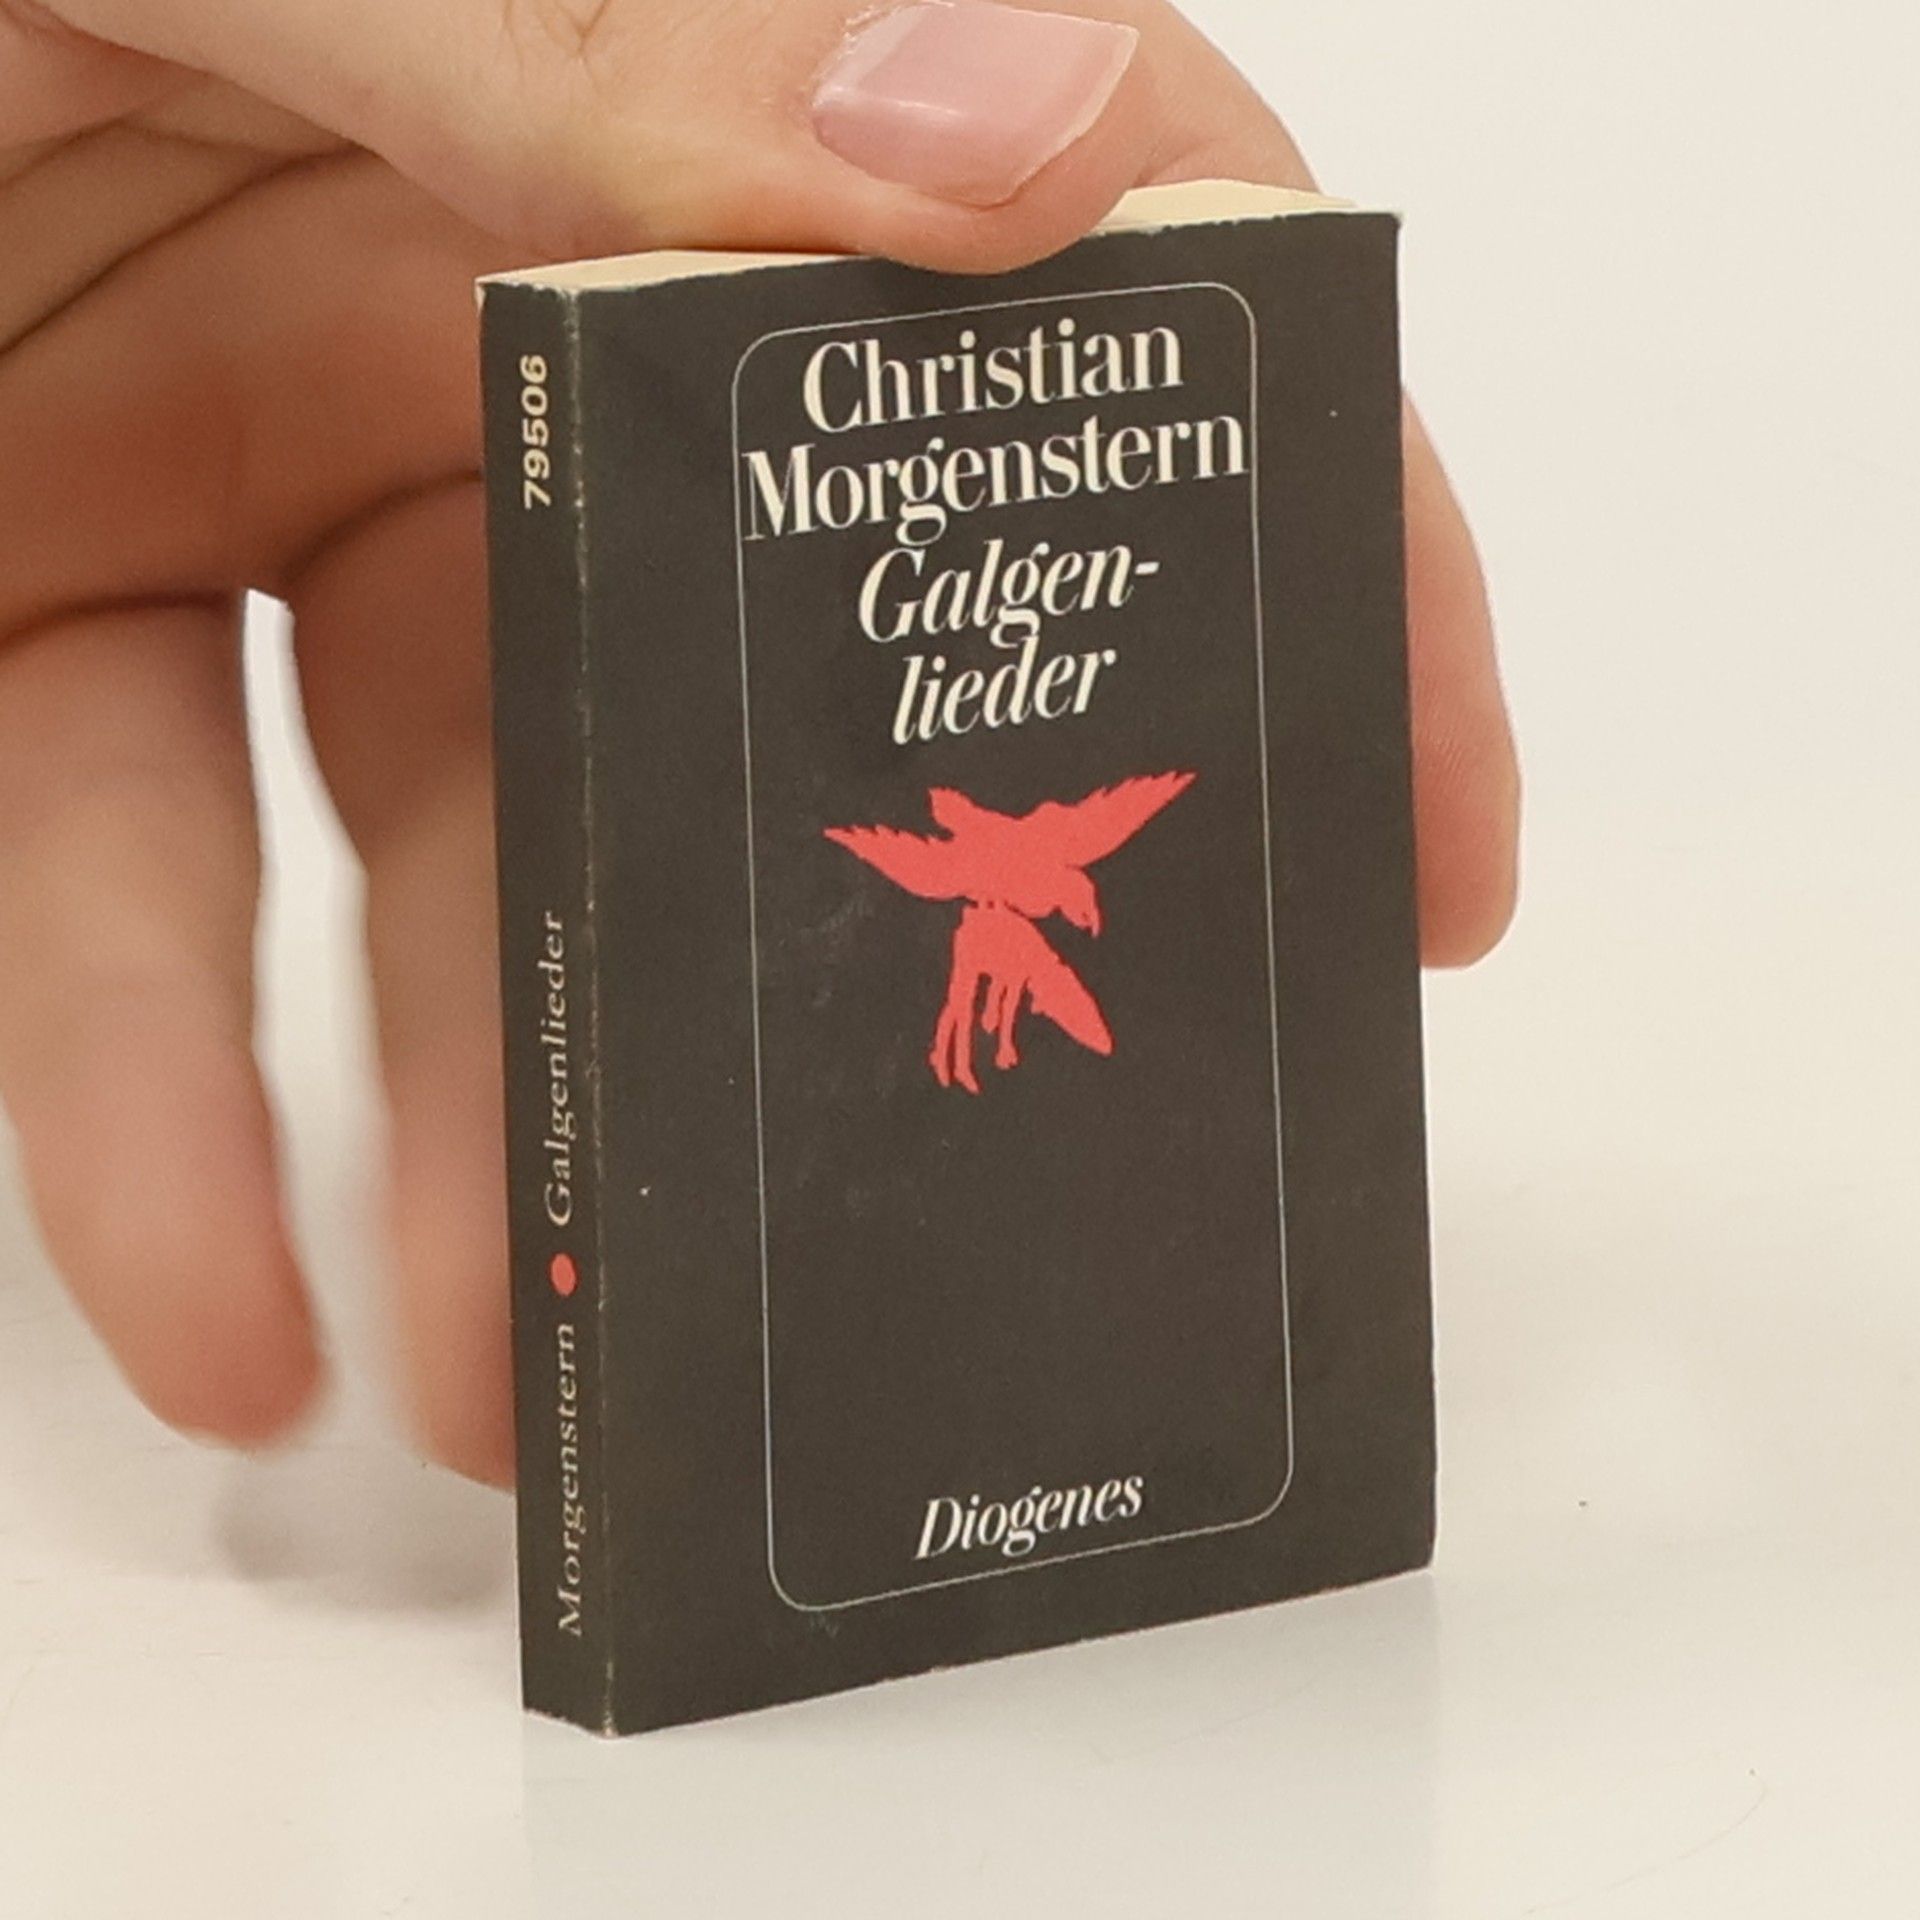 Christian
Morgenstern
Galgen-
lieder
Diogenes
Morgenstern • Galgenlieder
79506